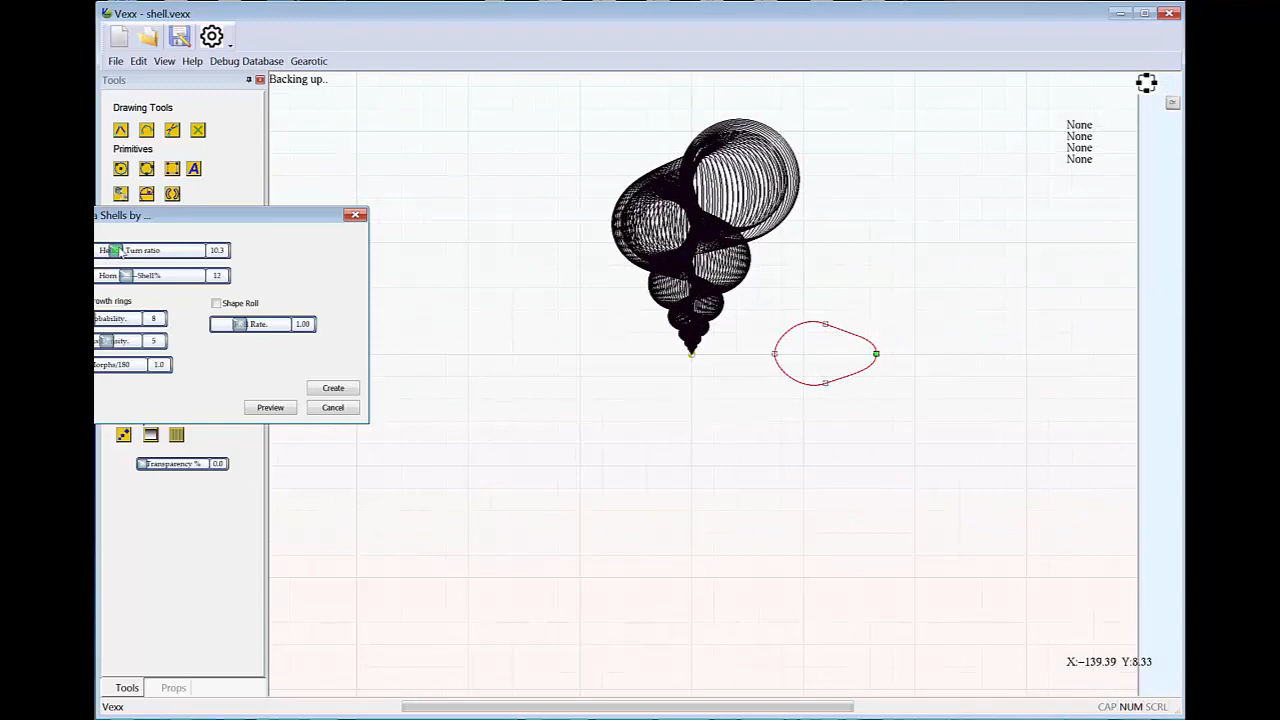 Vexx - shell.vexx
File Edit View Help Debug Database Gearotic
Tools
Backing up..
Drawing Tools
None
None
None
None
Primitives
A
a Shells by ...
Turn ratio 10.3
Horn --Shell% 12
rowth rings
Shape Roll
obability. 8
Rate. 1.00
Density. 5
Morphs/180 1.0
Create
Preview Cancel
Transparency % 0.0
X:-139.39 Y:8.33
Tools Props
Vexx
CAP NUM SCRL